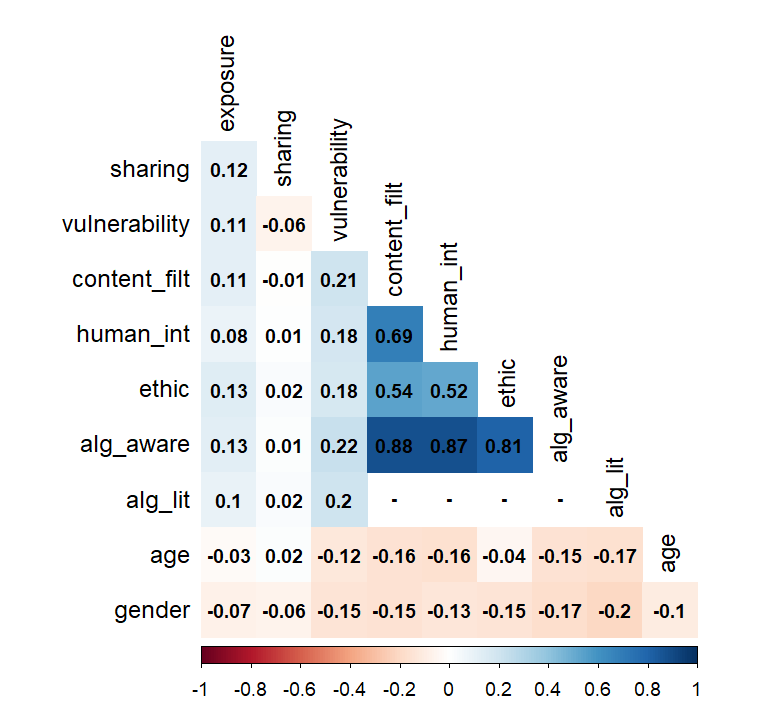 exposure
sharing
vulnerability
content_filt
human_int
ethic
alg_aware
alg_lit
age
sharing 0.12
vulnerability 0.11 -0.06
content_filt 0.11 -0.01 0.21
human_int 0.08 0.01 0.18 0.69
ethic 0.13 0.02 0.18 0.54 0.52
alg_aware 0.13 0.01 0.22 0.88 0.87 0.81
alg_lit 0.1 0.02 0.2 - - - -
age -0.03 0.02 -0.12 -0.16 -0.16 -0.04 -0.15 -0.17
gender -0.07 -0.06 -0.15 -0.15 -0.13 -0.15 -0.17 -0.2 -0.1
-1 -0.8 -0.6 -0.4 -0.2 0 0.2 0.4 0.6 0.8 1